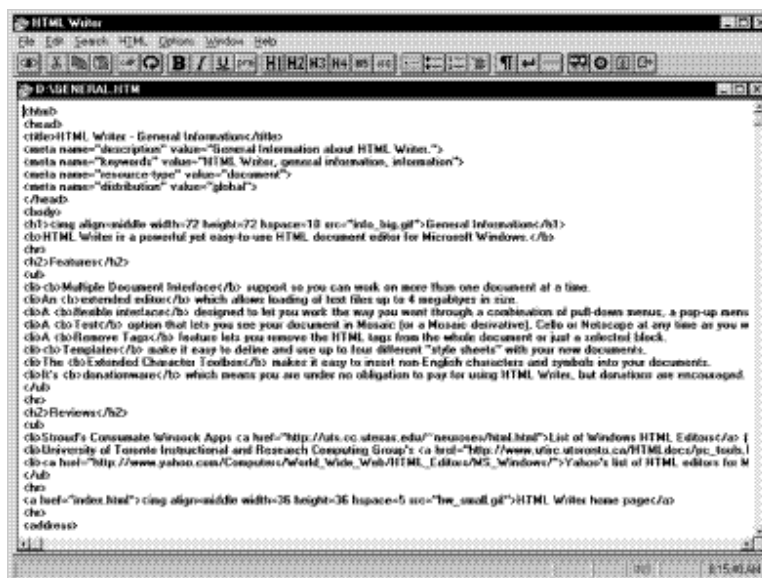 HTML Writer
File Edit Search HTML Options Window Help
B I U H1 H2 H3 H4
D:\GENERAL.HTM
<html>
<head>
<title>HTML Writer - General Information</title>
<meta name="description" value="General Information about HTML Writer.">
<meta name="keywords" value="HTML Writer, general information, information">
<meta name="resource-type" value="document">
<meta name="distribution" value="global">
</head>
<body>
<h1><img align=middle width=72 height=72 hspace=10 src="info_big.gif">General Information</h1>
<b>HTML Writer is a powerful yet easy-to-use HTML document editor for Microsoft Windows.</b>
<hr>
<h2>Features</h2>
<ul>
<li><b>Multiple Document Interface</b> support so you can work on more than one document at a time.
<li>An <b>extended editor</b> which allows loading of text files up to 4 megabtyes in size.
<li>A <b>flexible interface</b> designed to let you work the way you want through a combination of pull-down menus, a pop-up menu
<li>A <b>Test</b> option that lets you see your document in Mosaic (or a Mosaic derivative), Cello or Netscape at any time as you w
<li>A <b>Remove Tags</b> feature lets you remove the HTML tags from the whole document or just a selected block.
<li><b>Templates</b> make it easy to define and use up to four different "style sheets" with your new documents.
<li>The <b>Extended Character Toolbox</b> makes it easy to insert non-English characters and symbols into your documents.
<li>It's <b>donationware</b> which means you are under no obligation to pay for using HTML Writer, but donations are encouraged.
</ul>
<hr>
<h2>Reviews</h2>
<ul>
<li>Stroud's Consumate Winsock Apps <a href="http://uts.cc.utexas.edu/~neuroses/html.html">List of Windows HTML Editors</a> (
<li>University of Toronto Instructional and Research Computing Group's <a href="http://www.utirc.utoronto.ca/HTMLdocs/pc_tools.
<li><a href="http://www.yahoo.com/Computers/World_Wide_Web/HTML_Editors/MS_Windows/">Yahoo's list of HTML editors for M
</ul>
<hr>
<a href="index.html"><img align=middle width=36 height=36 hspace=5 src="hw_small.gif">HTML Writer home page</a>
<hr>
<address>
8:15:40 AM